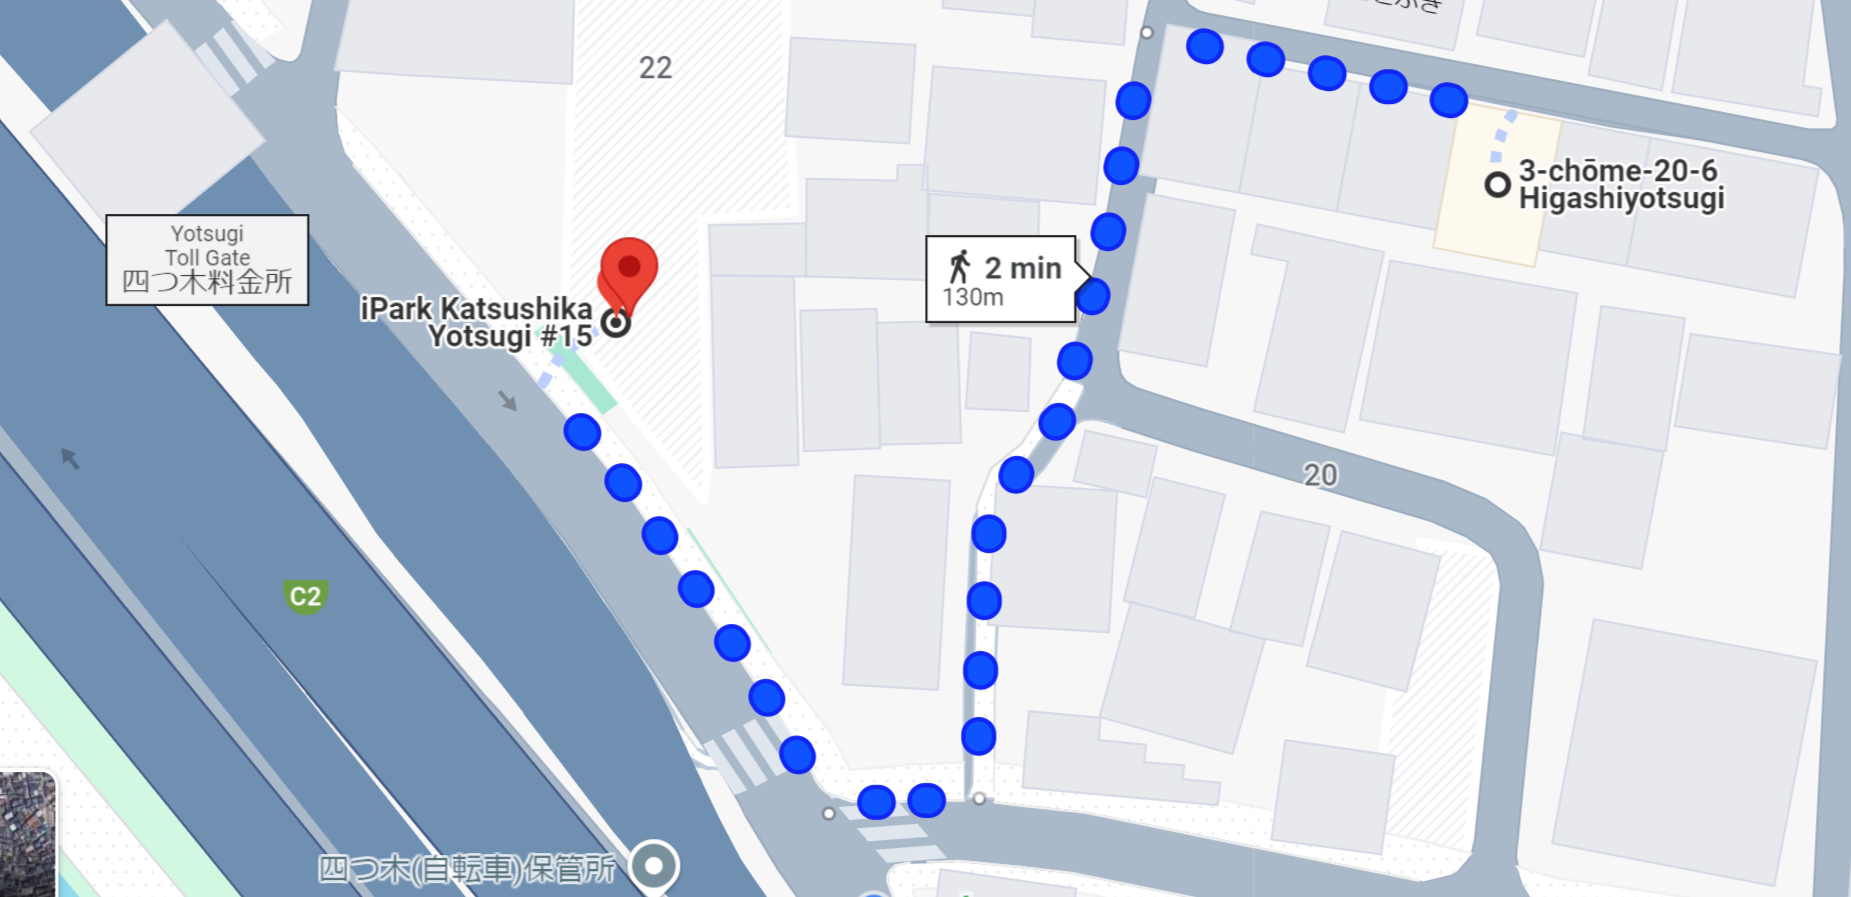 22
3-chōme-20-6
Higashiyotsugi
Yotsugi
Toll Gate
四つ木料金所
2 min
130m
iPark Katsushika
Yotsugi #15
20
C2
四つ木(自転車)保管所